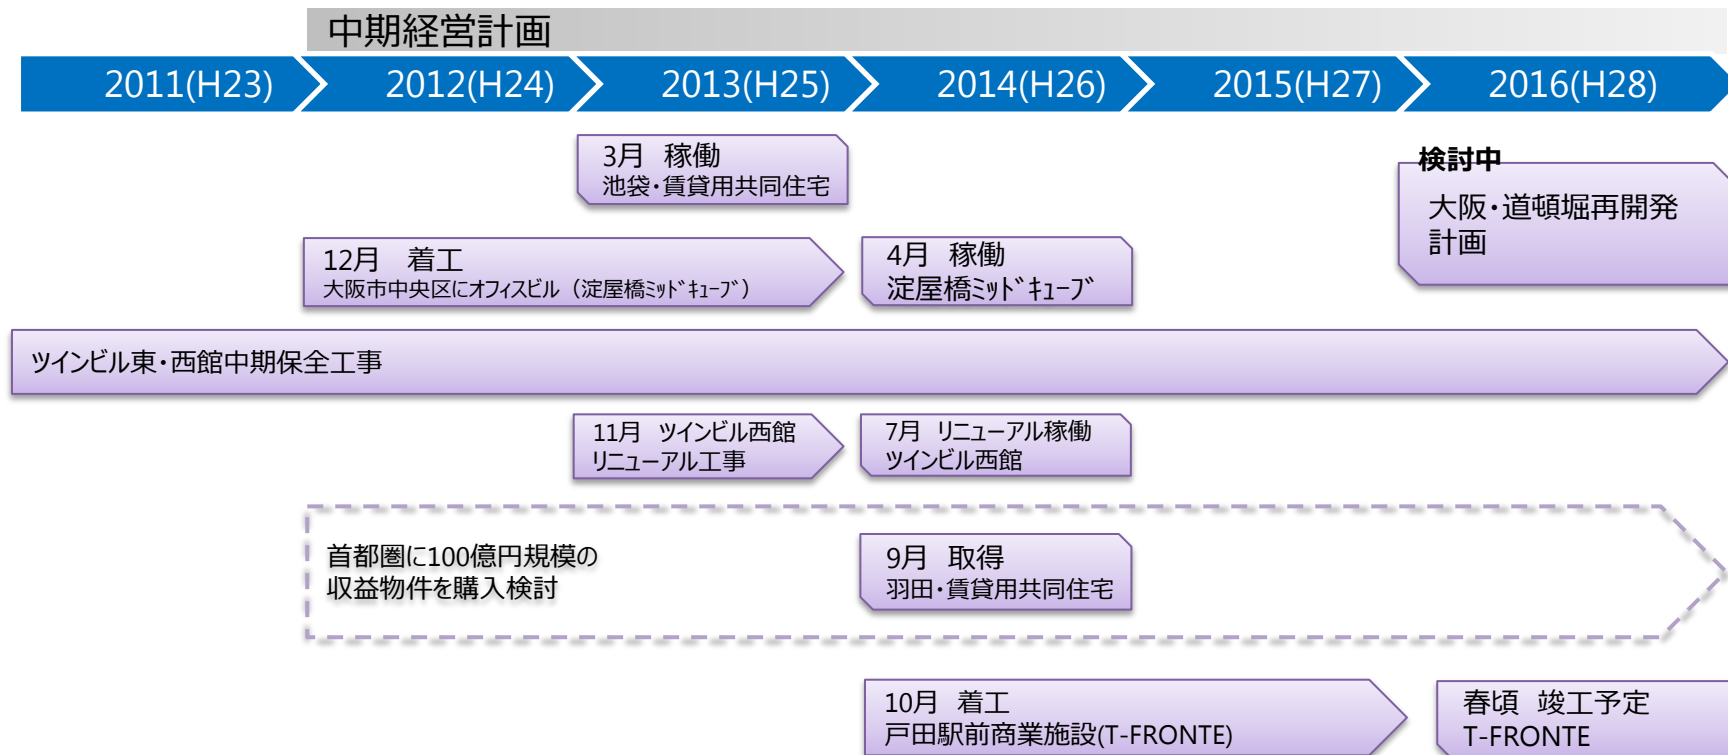 中期経営計画
2011(H23)
2012(H24)
2013(H25)
2014(H26)
2015(H27)
2016(H28)
3月 稼働
池袋・賃貸用共同住宅
検討中
大阪・道頓堀再開発
計画
12月 着工
大阪市中央区にオフィスビル（淀屋橋ﾐｯﾄﾞｷｭｰﾌﾞ）
4月 稼働
淀屋橋ﾐｯﾄﾞｷｭｰﾌﾞ
ツインビル東・西館中期保全工事
11月 ツインビル西館
リニューアル工事
7月 リニューアル稼働
ツインビル西館
首都圏に100億円規模の
収益物件を購入検討
9月 取得
羽田・賃貸用共同住宅
10月 着工
戸田駅前商業施設(T-FRONTE)
春頃 竣工予定
T-FRONTE